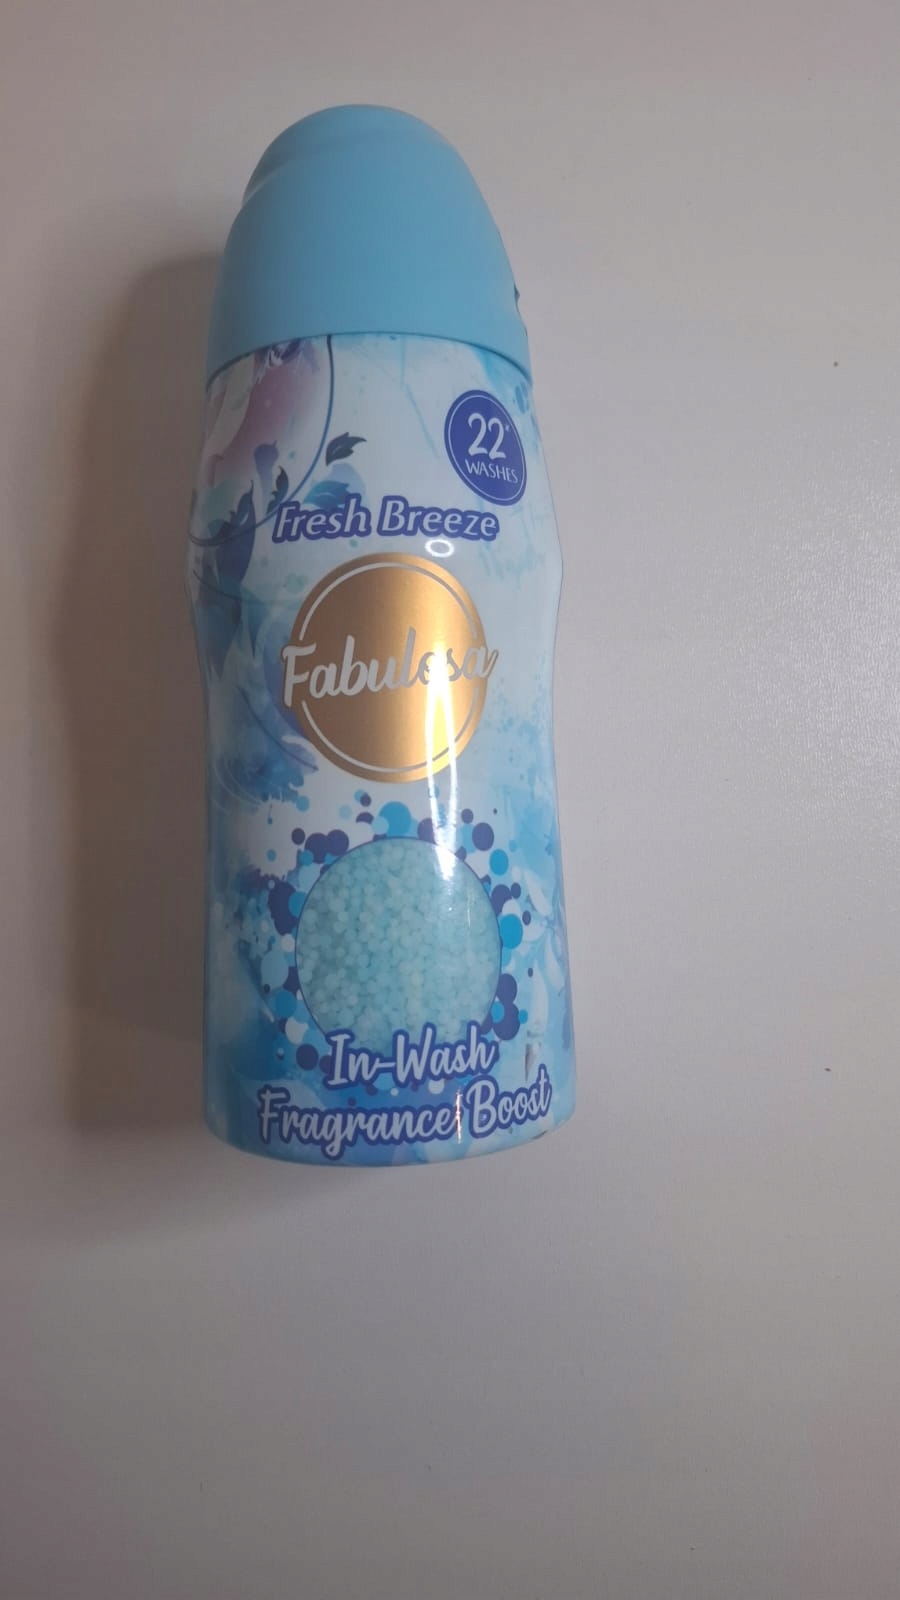 22*
WASHES
Fresh Breeze
Fabulosa
In-Wash
Fragrance Boost